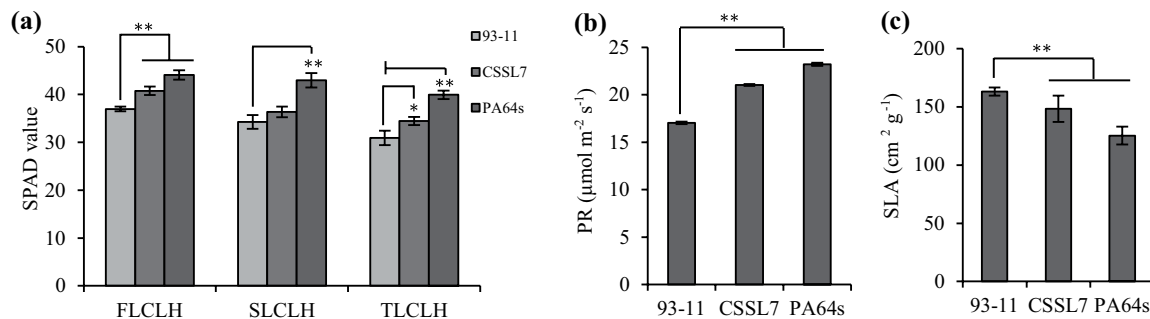 (a)
SPAD value
50
40
30
20
10
0
**
**
*
**
FLCLH
SLCLH
TLCLH
93-11
CSSL7
PA64s
(b)
PR (µmol m⁻² s⁻¹)
30
25
20
15
10
5
0
**
93-11
CSSL7
PA64s
(c)
SLA (cm² g⁻¹)
200
150
100
50
0
**
93-11
CSSL7
PA64s